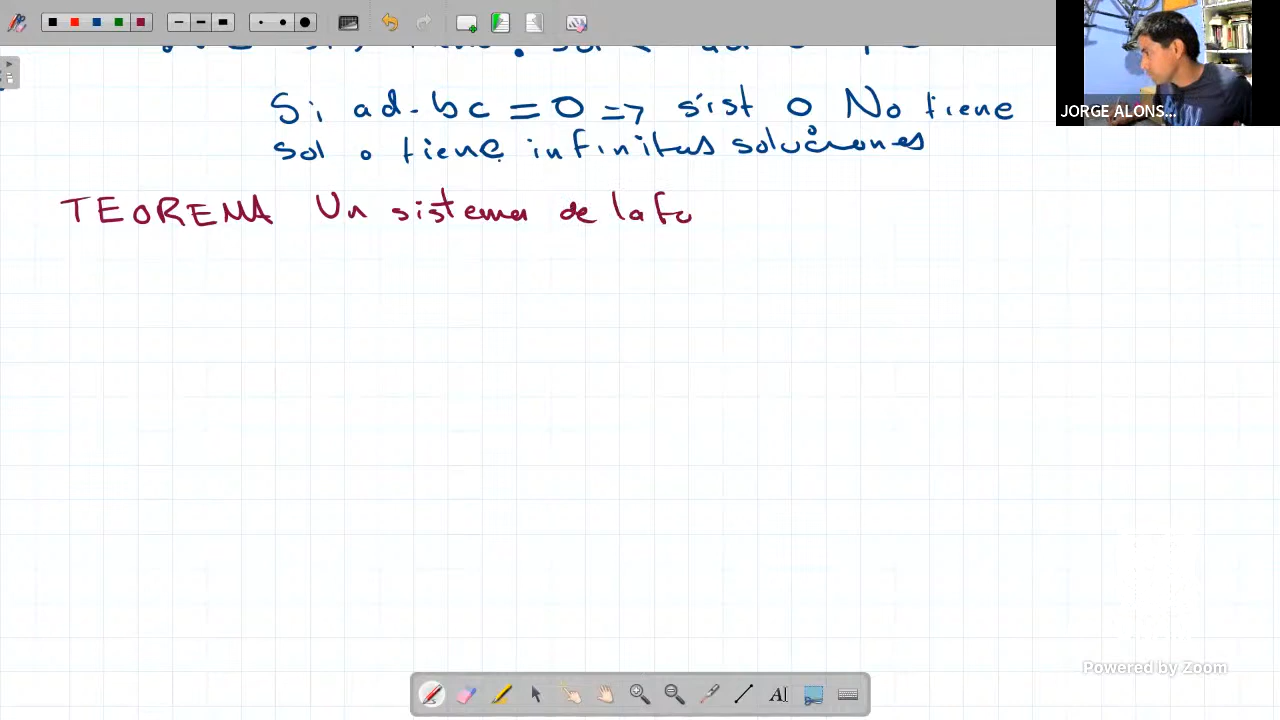 JORGE ALONS...
Si ad-bc = 0 => sist o No tiene
sol o tiene infinitas soluciones
TEOREMA Un sistema de la fo
Powered by Zoom
AI